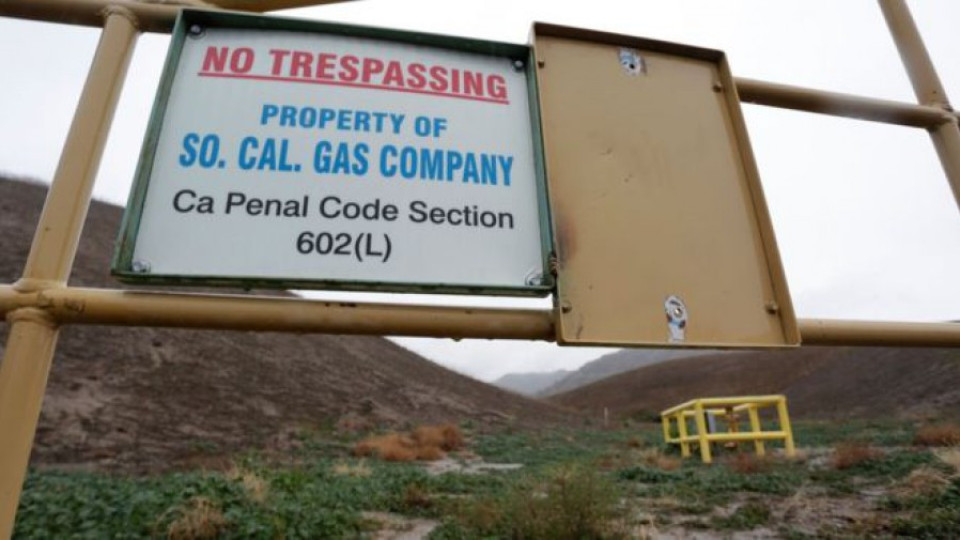 NO TRESPASSING
PROPERTY OF
SO. CAL. GAS COMPANY
Ca Penal Code Section
602(L)